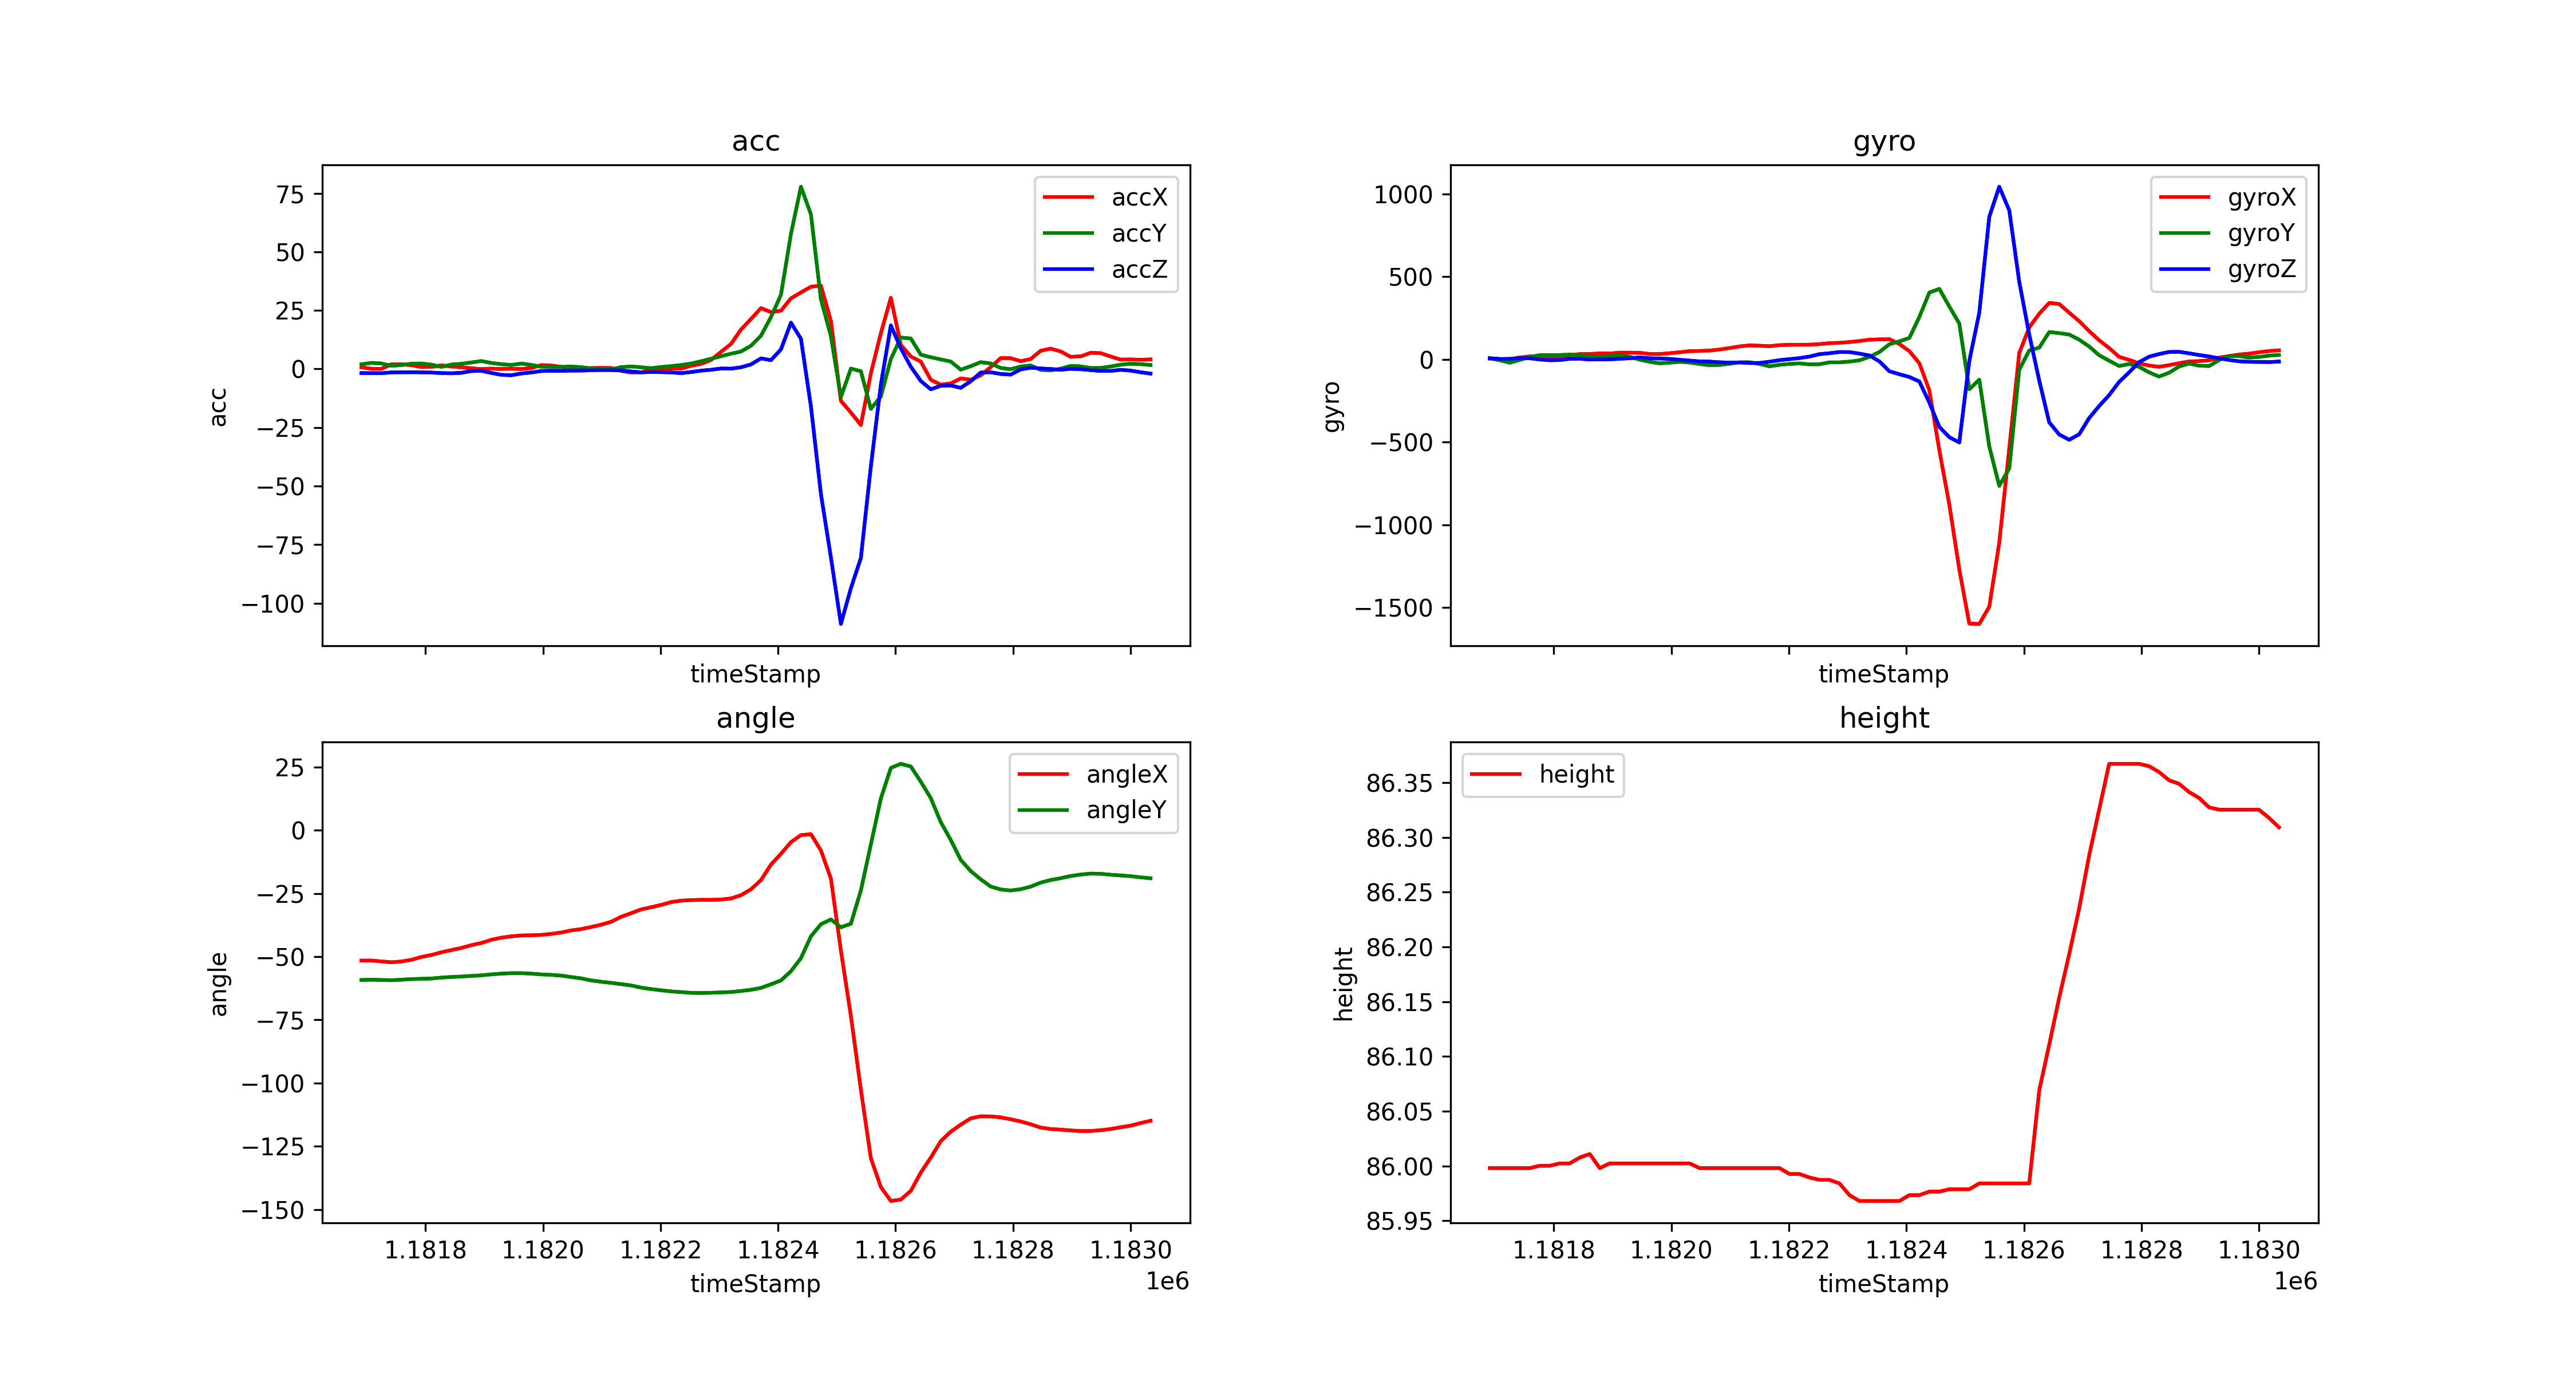 acc
75
50
25
0
−25
−50
−75
−100
acc
accX
accY
accZ
timeStamp
gyro
1000
500
0
−500
−1000
−1500
gyro
gyroX
gyroY
gyroZ
timeStamp
angle
25
0
−25
−50
−75
−100
−125
−150
angle
angleX
angleY
1.1818 1.1820 1.1822 1.1824 1.1826 1.1828 1.1830
timeStamp
1e6
height
86.35
86.30
86.25
86.20
86.15
86.10
86.05
86.00
85.95
height
height
1.1818 1.1820 1.1822 1.1824 1.1826 1.1828 1.1830
timeStamp
1e6